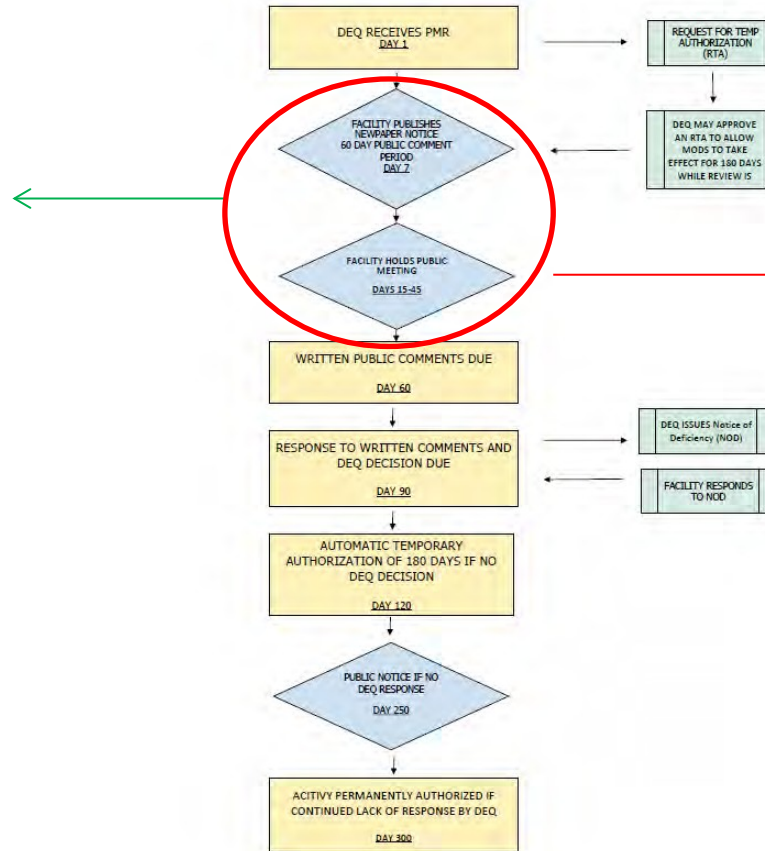 DEQ RECEIVES PMR
DAY 1
REQUEST FOR TEMP
AUTHORIZATION
(RTA)
FACILITY PUBLISHES
NEWPAPER NOTICE
60 DAY PUBLIC COMMENT
PERIOD
DAY 7
DEQ MAY APPROVE
AN RTA TO ALLOW
MODS TO TAKE
EFFECT FOR 180 DAYS
WHILE REVIEW IS
FACILITY HOLDS PUBLIC
MEETING
DAYS 15-45
WRITTEN PUBLIC COMMENTS DUE
DAY 60
RESPONSE TO WRITTEN COMMENTS AND
DEQ DECISION DUE
DAY 90
DEQ ISSUES Notice of
Deficiency (NOD)
FACILITY RESPONDS
TO NOD
AUTOMATIC TEMPORARY
AUTHORIZATION OF 180 DAYS IF NO
DEQ DECISION
DAY 120
PUBLIC NOTICE IF NO
DEQ RESPONSE
DAY 250
ACITIVY PERMANENTLY AUTHORIZED IF
CONTINUED LACK OF RESPONSE BY DEQ
DAY 300